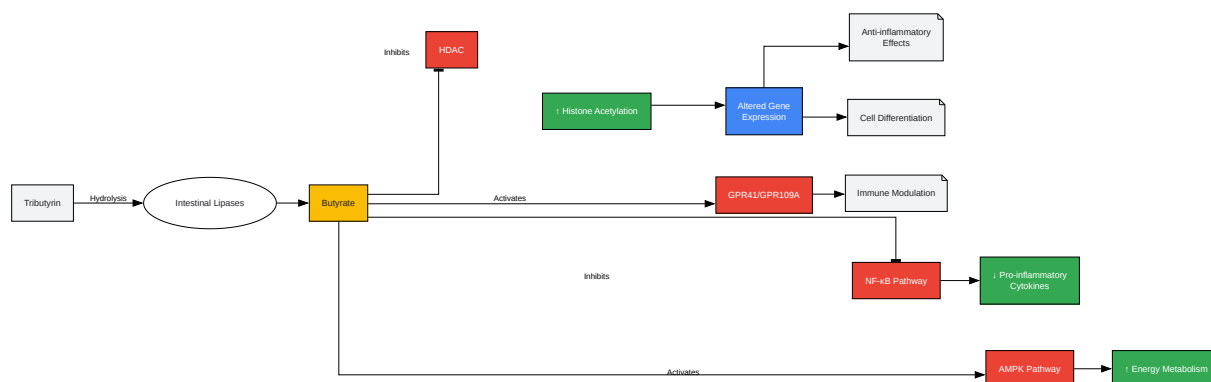 Anti-inflammatory
Effects
Inhibits
HDAC
↑ Histone Acetylation
Altered Gene
Expression
Cell Differentiation
Tributyrin
Hydrolysis
Intestinal Lipases
Butyrate
Activates
GPR41/GPR109A
Immune Modulation
Inhibits
NF-κB Pathway
↓ Pro-inflammatory
Cytokines
Activates
AMPK Pathway
↑ Energy Metabolism